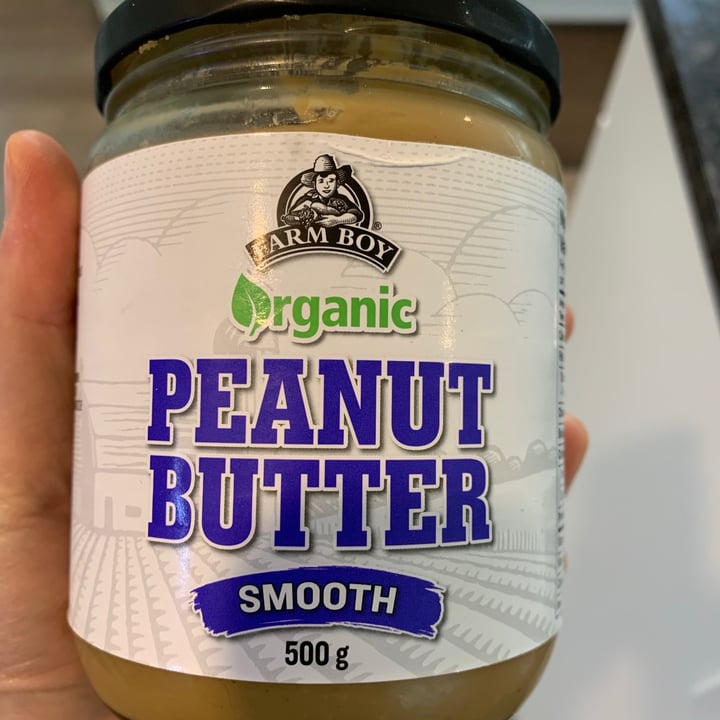 FARM BOY
®
Organic
PEANUT
BUTTER
SMOOTH
500 g